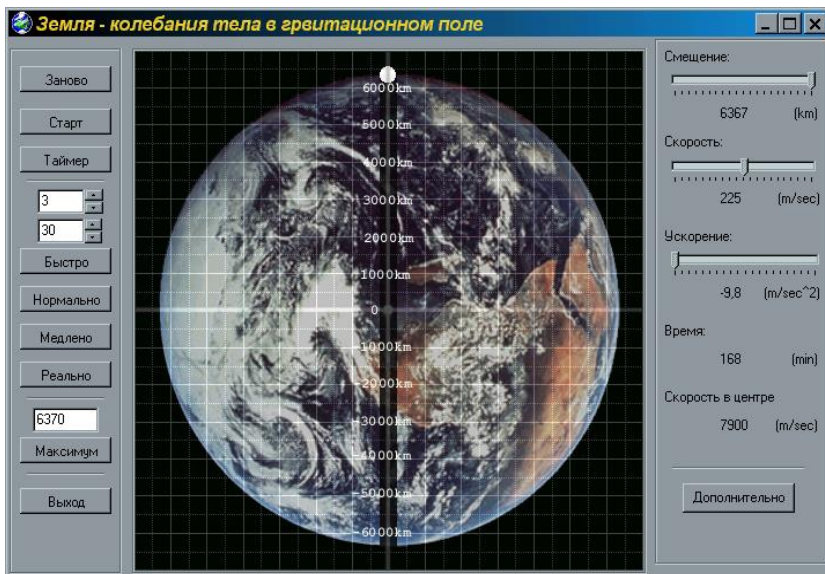 Земля - колебания тела в грвитационном поле
Заново
Старт
Таймер
3
30
Быстро
Нормально
Медлено
Реально
6370
Максимум
Выход
6000km
5000km
4000km
3000km
2000km
1000km
0
-1000km
-2000km
-3000km
-4000km
-5000km
-6000km
Смещение:
6367 (km)
Скорость:
225 (m/sec)
Ускорение:
-9,8 (m/sec^2)
Время:
168 (min)
Скорость в центре
7900 (m/sec)
Дополнительно